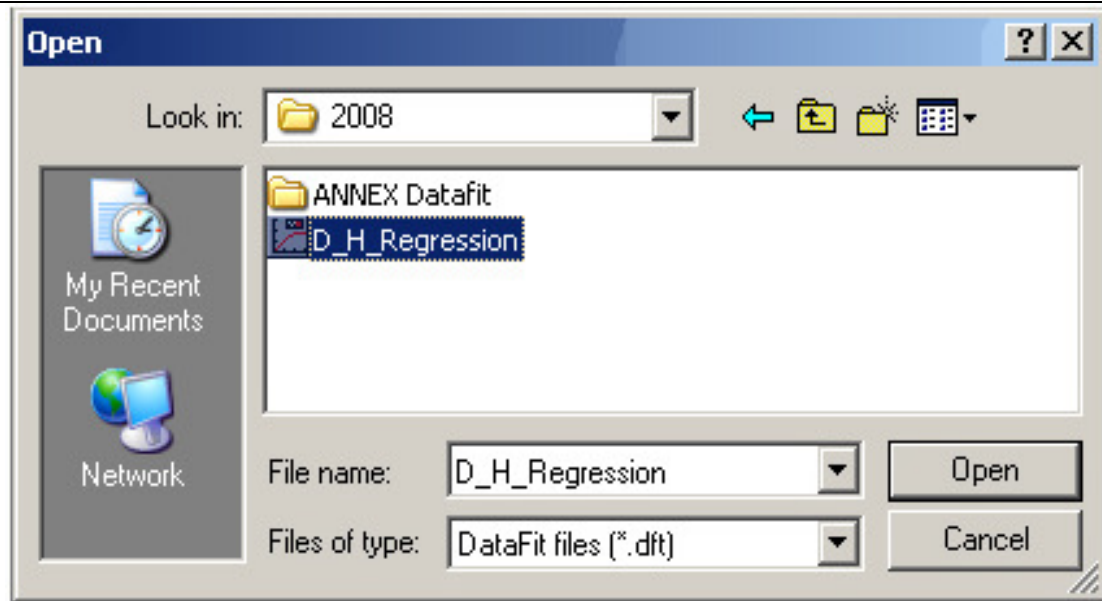 Open
Look in: 2008
ANNEX Datafit
D_H_Regression
My Recent
Documents
Network
File name: D_H_Regression Open
Files of type: DataFit files (*.dft) Cancel